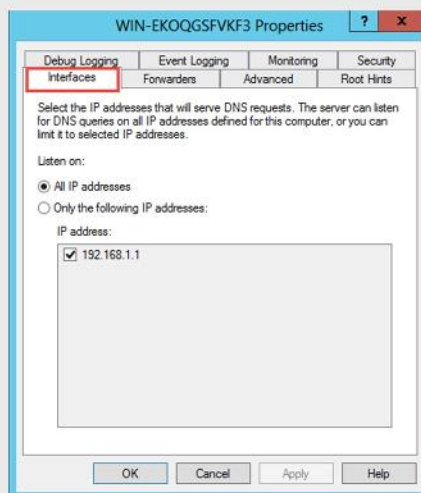 WIN-EKOQGSFVKF3 Properties
? x
Debug Logging Event Logging Monitoring Security
Interfaces Forwarders Advanced Root Hints
Select the IP addresses that will serve DNS requests. The server can listen
for DNS queries on all IP addresses defined for this computer, or you can
limit it to selected IP addresses.
Listen on:
All IP addresses
Only the following IP addresses:
IP address:
192.168.1.1
OK Cancel Apply Help